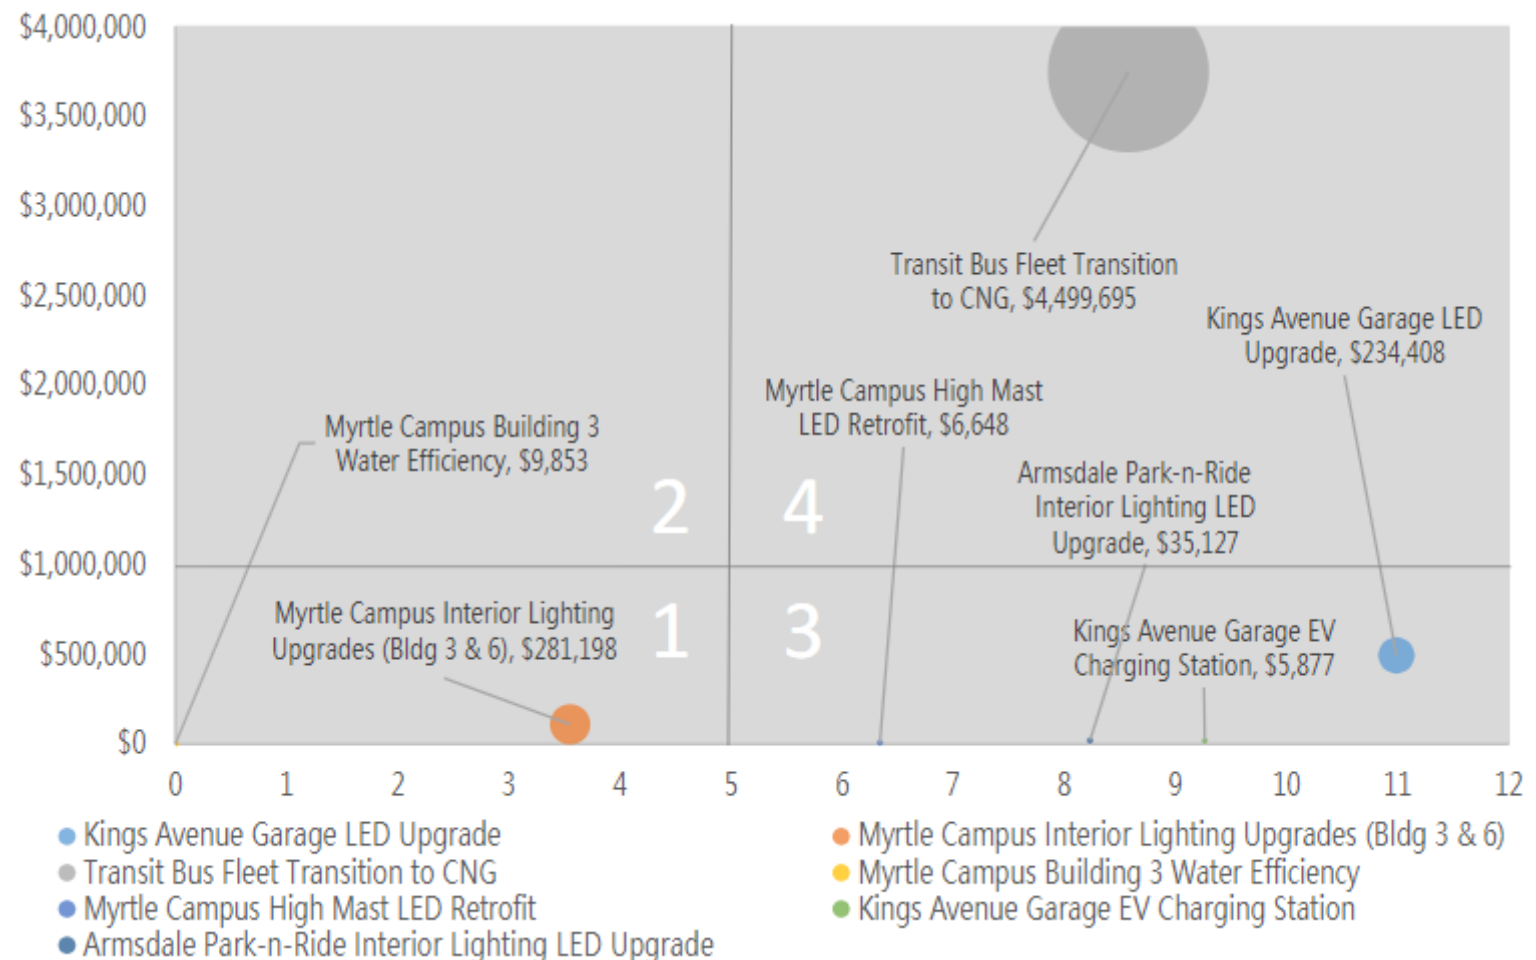 $4,000,000
$3,500,000
$3,000,000
$2,500,000
$2,000,000
$1,500,000
$1,000,000
$500,000
$0
Transit Bus Fleet Transition
to CNG, $4,499,695
Kings Avenue Garage LED
Upgrade, $234,408
Myrtle Campus High Mast
LED Retrofit, $6,648
Myrtle Campus Building 3
Water Efficiency, $9,853
Armsdale Park-n-Ride
Interior Lighting LED
Upgrade, $35,127
2 4
1 3
Myrtle Campus Interior Lighting
Upgrades (Bldg 3 & 6), $281,198
Kings Avenue Garage EV
Charging Station, $5,877
0 1 2 3 4 5 6 7 8 9 10 11 12
Kings Avenue Garage LED Upgrade
Myrtle Campus Interior Lighting Upgrades (Bldg 3 & 6)
Transit Bus Fleet Transition to CNG
Myrtle Campus Building 3 Water Efficiency
Myrtle Campus High Mast LED Retrofit
Kings Avenue Garage EV Charging Station
Armsdale Park-n-Ride Interior Lighting LED Upgrade